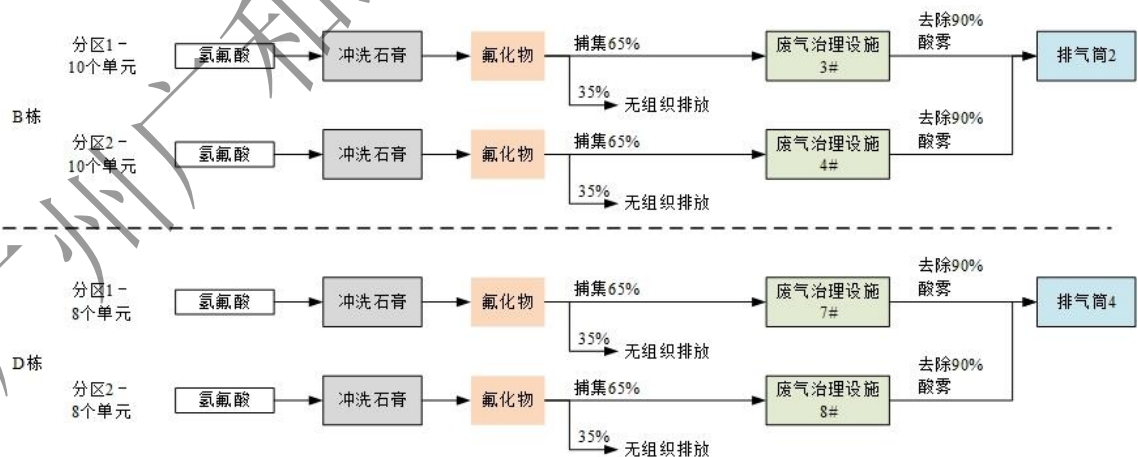 B栋
分区1－
10个单元
氢氟酸
冲洗石膏
氟化物
捕集65%
35%
无组织排放
废气治理设施
3#
去除90%
酸雾
排气筒2
分区2－
10个单元
氢氟酸
冲洗石膏
氟化物
捕集65%
35%
无组织排放
废气治理设施
4#
去除90%
酸雾
D栋
分区1－
8个单元
氢氟酸
冲洗石膏
氟化物
捕集65%
35%
无组织排放
废气治理设施
7#
去除90%
酸雾
排气筒4
分区2－
8个单元
氢氟酸
冲洗石膏
氟化物
捕集65%
35%
无组织排放
废气治理设施
8#
去除90%
酸雾
州广和